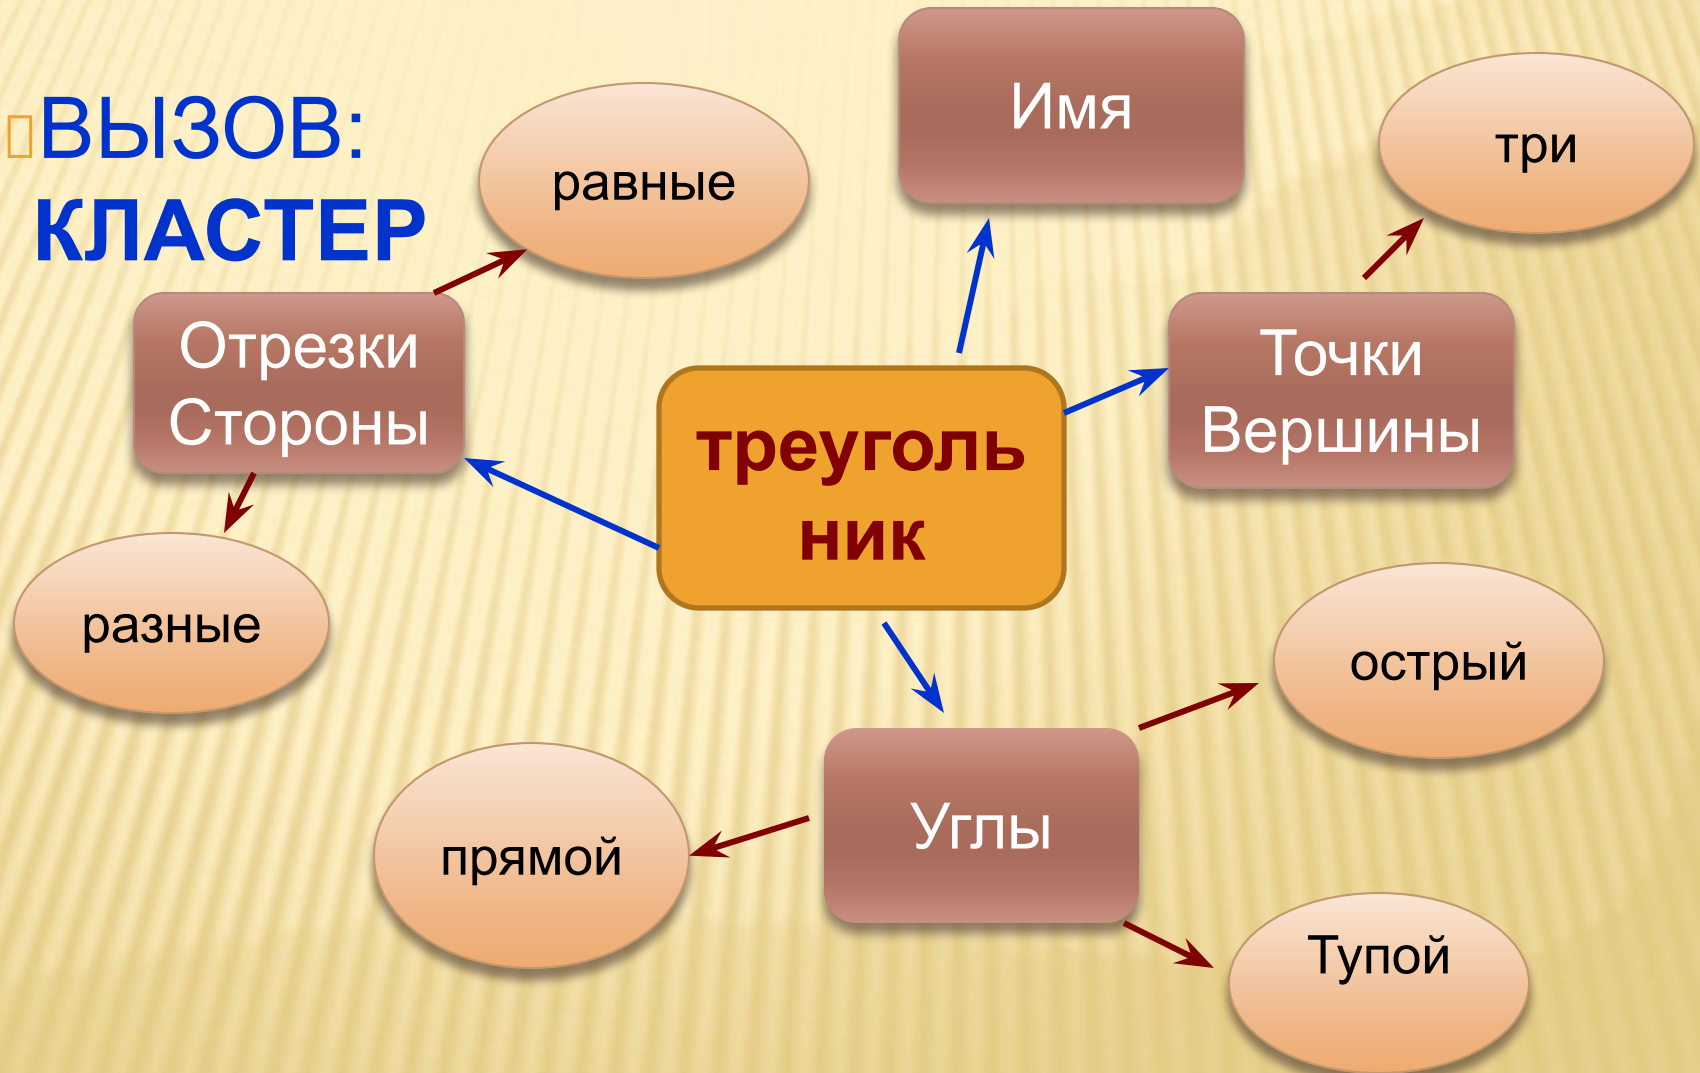 ВЫЗОВ:
КЛАСТЕР
равные
Имя
три
Отрезки
Стороны
Точки
Вершины
треуголь
ник
разные
острый
Углы
прямой
Тупой